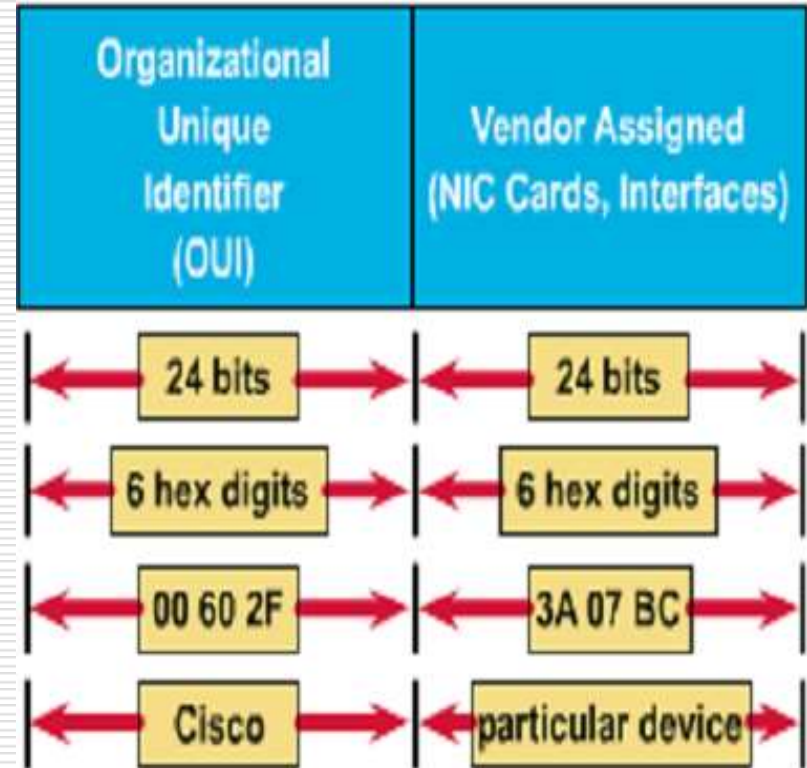 Organizational
Unique
Identifier
(OUI)
Vendor Assigned
(NIC Cards, Interfaces)
24 bits
24 bits
6 hex digits
6 hex digits
00 60 2F
3A 07 BC
Cisco
particular device